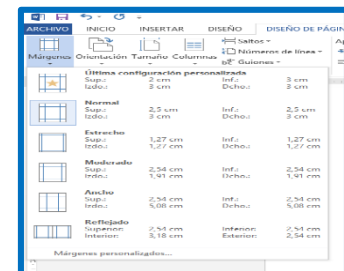 ARCHIVO INICIO INSERTAR DISEÑO DISEÑO DE PÁGIN
Márgenes Orientación Tamaño Columnas
Saltos
Números de línea
Guiones
Última configuración personalizada
Sup.: 2 cm Inf.: 3 cm
Izdo.: 3 cm Dcho.: 3 cm
Normal
Sup.: 2,5 cm Inf.: 2,5 cm
Izdo.: 3 cm Dcho.: 3 cm
Estrecho
Sup.: 1,27 cm Inf.: 1,27 cm
Izdo.: 1,27 cm Dcho.: 1,27 cm
Moderado
Sup.: 2,54 cm Inf.: 2,54 cm
Izdo.: 1,91 cm Dcho.: 1,91 cm
Ancho
Sup.: 2,54 cm Inf.: 2,54 cm
Izdo.: 5,08 cm Dcho.: 5,08 cm
Reflejado
Superior: 2,54 cm Inferior: 2,54 cm
Interior: 3,18 cm Exterior: 2,54 cm
Márgenes personalizados...